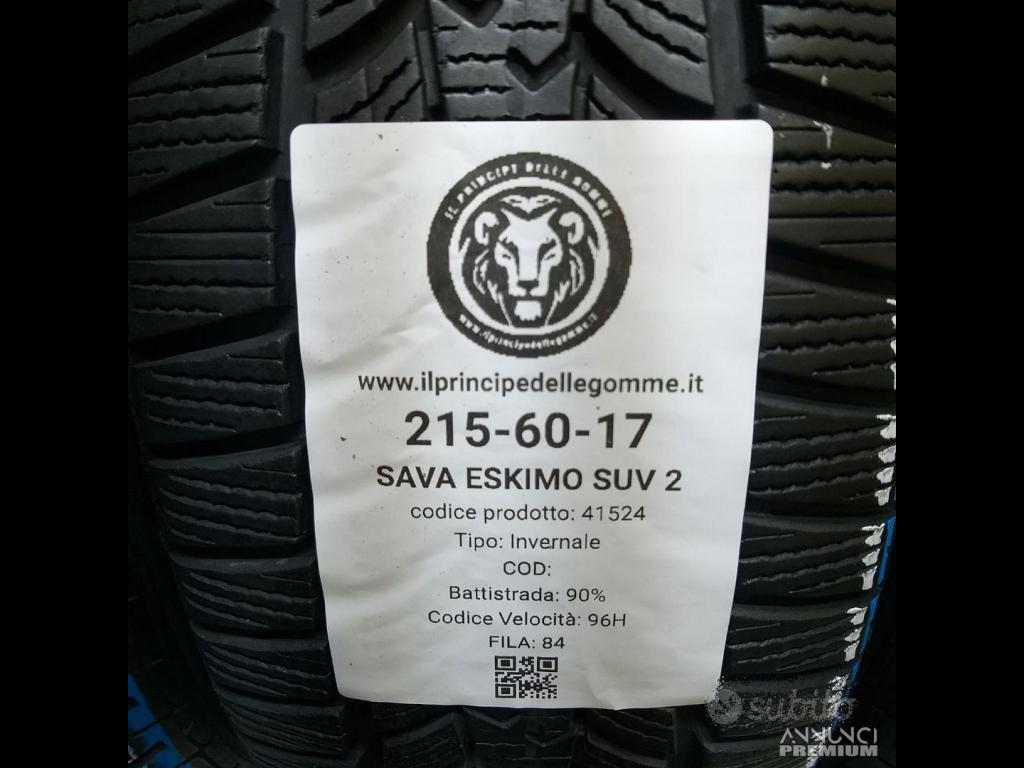 IL PRINCIPE DELLE GOMME
www.ilprincipedellegomme.it
www.ilprincipedellegomme.it
215-60-17
SAVA ESKIMO SUV 2
codice prodotto: 41524
Tipo: Invernale
COD:
Battistrada: 90%
Codice Velocità: 96H
FILA: 84
subito
ANNUNCI
PREMIUM